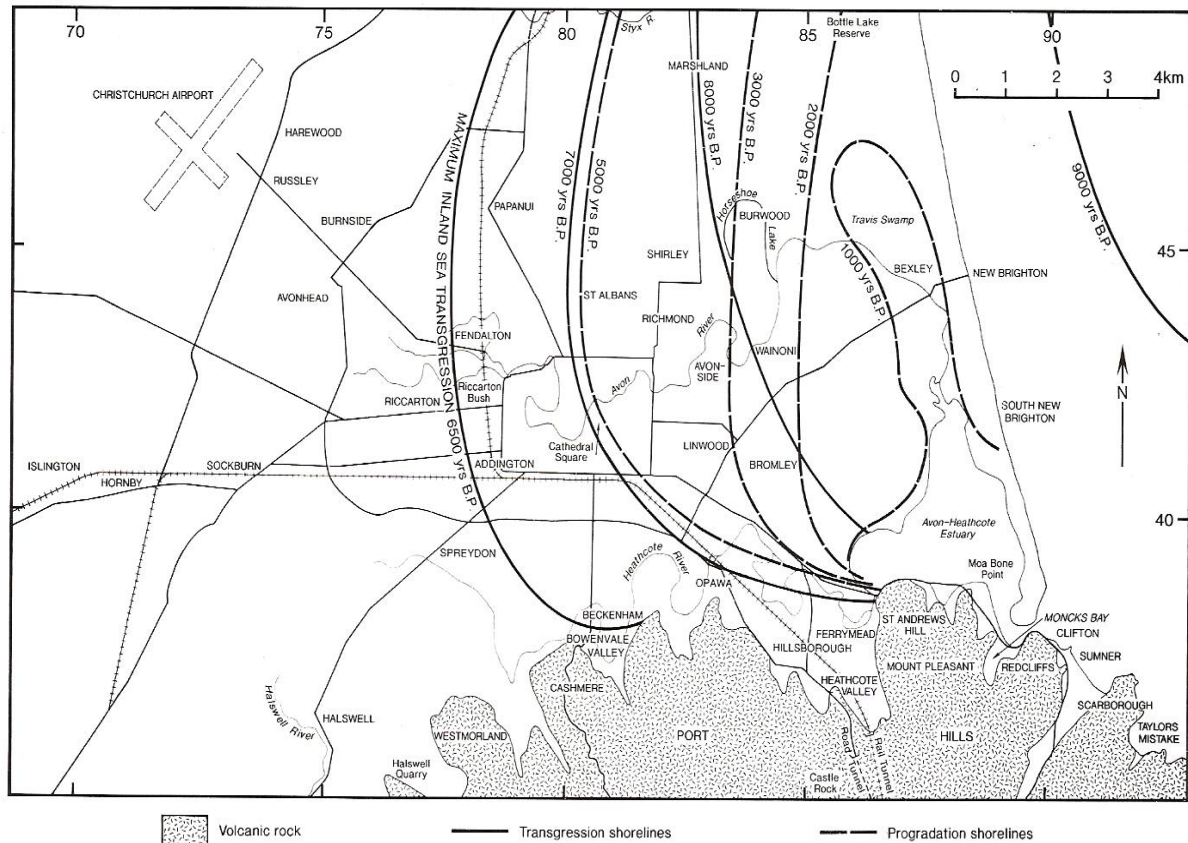 70
75
80
85
90
Styx R.
Bottle Lake
Reserve
0 1 2 3 4km
CHRISTCHURCH AIRPORT
HAREWOOD
RUSSLEY
BURNSIDE
AVONHEAD
PAPANUI
MARSHLAND
MAXIMUM INLAND SEA TRANSGRESSION 6500 yrs B.P.
7000 yrs B.P.
5000 yrs B.P.
8000 yrs B.P.
3000 yrs B.P.
2000 yrs B.P.
1000 yrs B.P.
9000 yrs B.P.
Horseshoe
Lake
BURWOOD
Travis Swamp
SHIRLEY
45
BEXLEY
NEW BRIGHTON
ST ALBANS
RICHMOND
River
Avon
FENDALTON
WAINONI
AVON-
SIDE
Riccarton
Bush
RICCARTON
N
SOUTH NEW
BRIGHTON
Cathedral
Square
LINWOOD
BROMLEY
ISLINGTON
SOCKBURN
ADDINGTON
HORNBY
40
Avon-Heathcote
Estuary
SPREYDON
Heathcote
River
OPAWA
Moa Bone
Point
BECKENHAM
BOWENVALE
VALLEY
HILLSBOROUGH
FERRYMEAD
ST ANDREWS
HILL
MONCKS BAY
CLIFTON
SUMNER
MOUNT PLEASANT
REDCLIFFS
CASHMERE
HEATHCOTE
VALLEY
SCARBOROUGH
TAYLORS
MISTAKE
Halswell
River
HALSWELL
WESTMORLAND
PORT
HILLS
Halswell
Quarry
Castle
Rock
Road Tunnel
Rail Tunnel
Volcanic rock
Transgression shorelines
Progradation shorelines